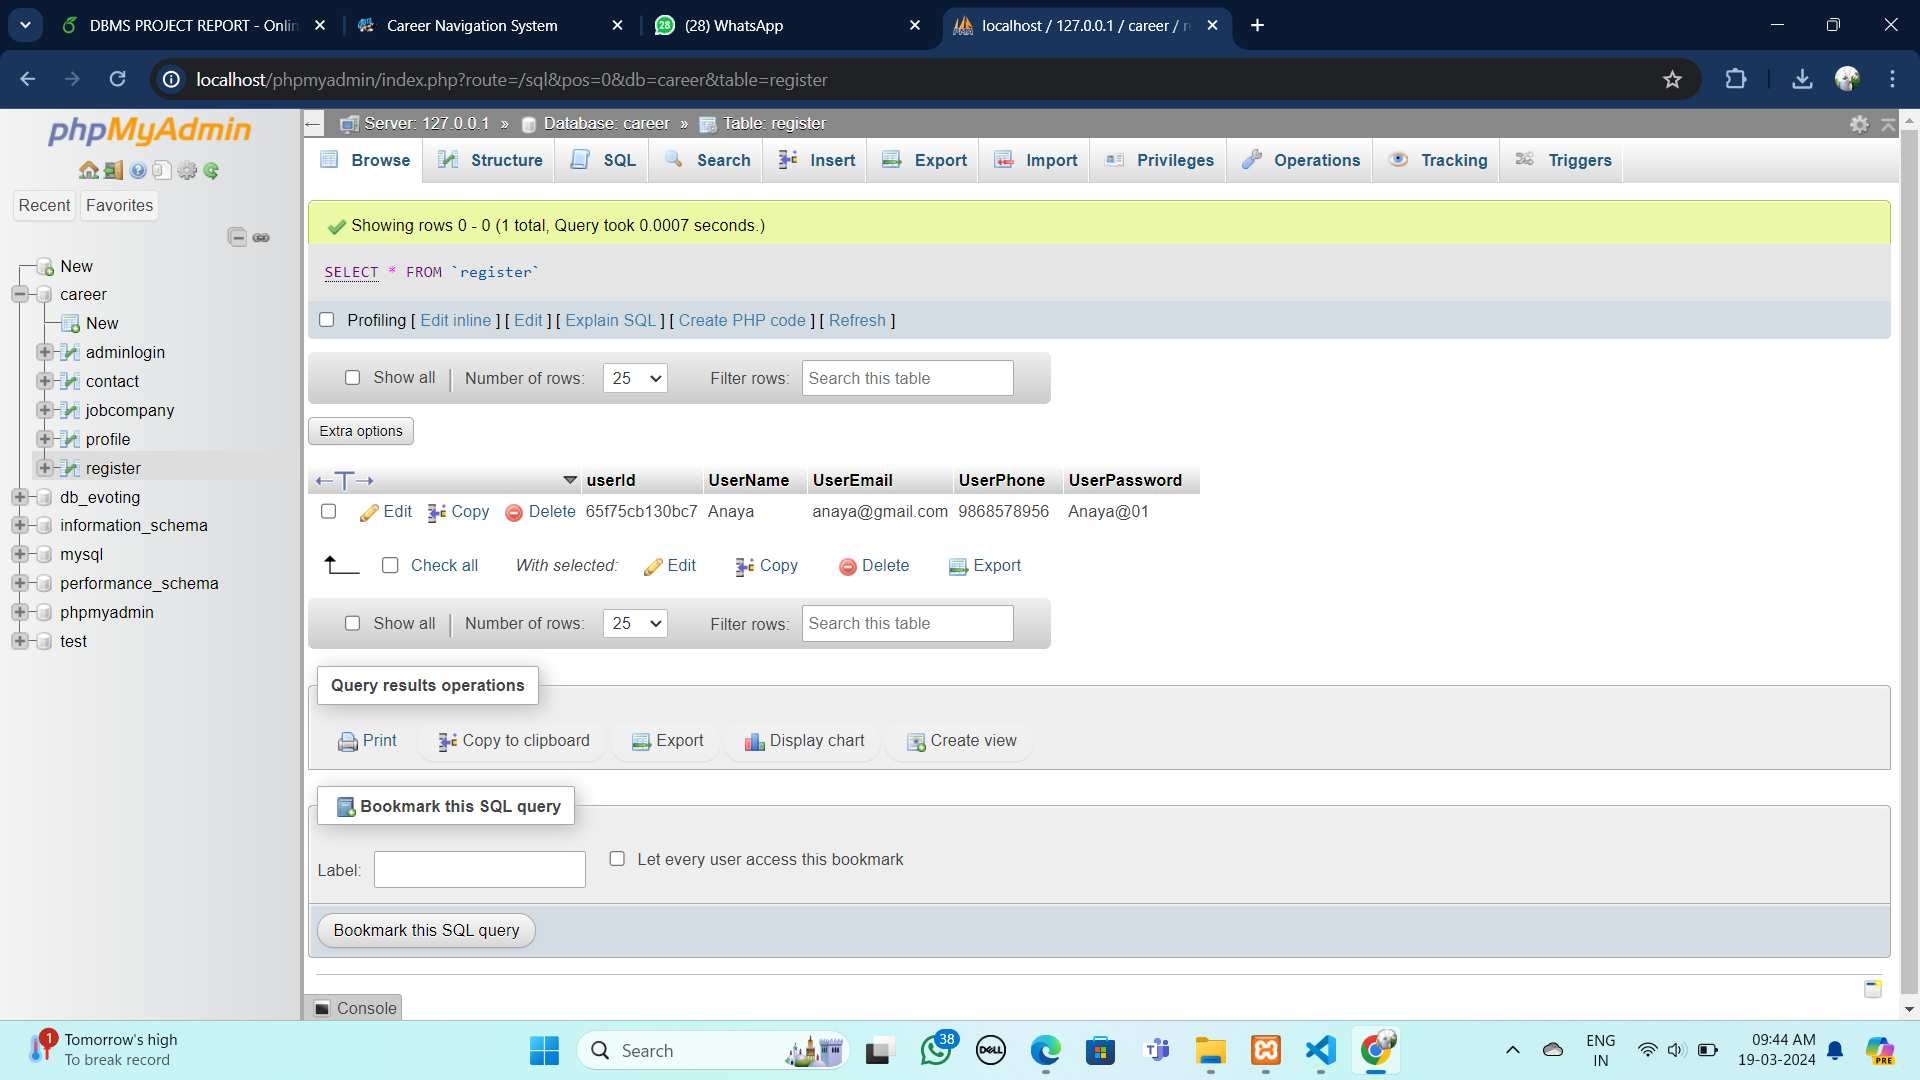 DBMS PROJECT REPORT - Onlin
Career Navigation System
(28) WhatsApp
localhost / 127.0.0.1 / career / r
localhost/phpmyadmin/index.php?route=/sql&pos=0&db=career&table=register
phpMyAdmin
Recent Favorites
New
career
New
adminlogin
contact
jobcompany
profile
register
db_evoting
information_schema
mysql
performance_schema
phpmyadmin
test
Server: 127.0.0.1 » Database: career » Table: register
Browse Structure SQL Search Insert Export Import Privileges Operations Tracking Triggers
Showing rows 0 - 0 (1 total, Query took 0.0007 seconds.)
SELECT * FROM `register`
Profiling [ Edit inline ] [ Edit ] [ Explain SQL ] [ Create PHP code ] [ Refresh ]
Show all Number of rows: 25 Filter rows: Search this table
Extra options
←T→ userId UserName UserEmail UserPhone UserPassword
Edit Copy Delete 65f75cb130bc7 Anaya anaya@gmail.com 9868578956 Anaya@01
Check all With selected: Edit Copy Delete Export
Show all Number of rows: 25 Filter rows: Search this table
Query results operations
Print Copy to clipboard Export Display chart Create view
Bookmark this SQL query
Label: Let every user access this bookmark
Bookmark this SQL query
Console
1 Tomorrow's high
To break record
Search
38
DELL
ENG
IN
09:44 AM
19-03-2024
PRE